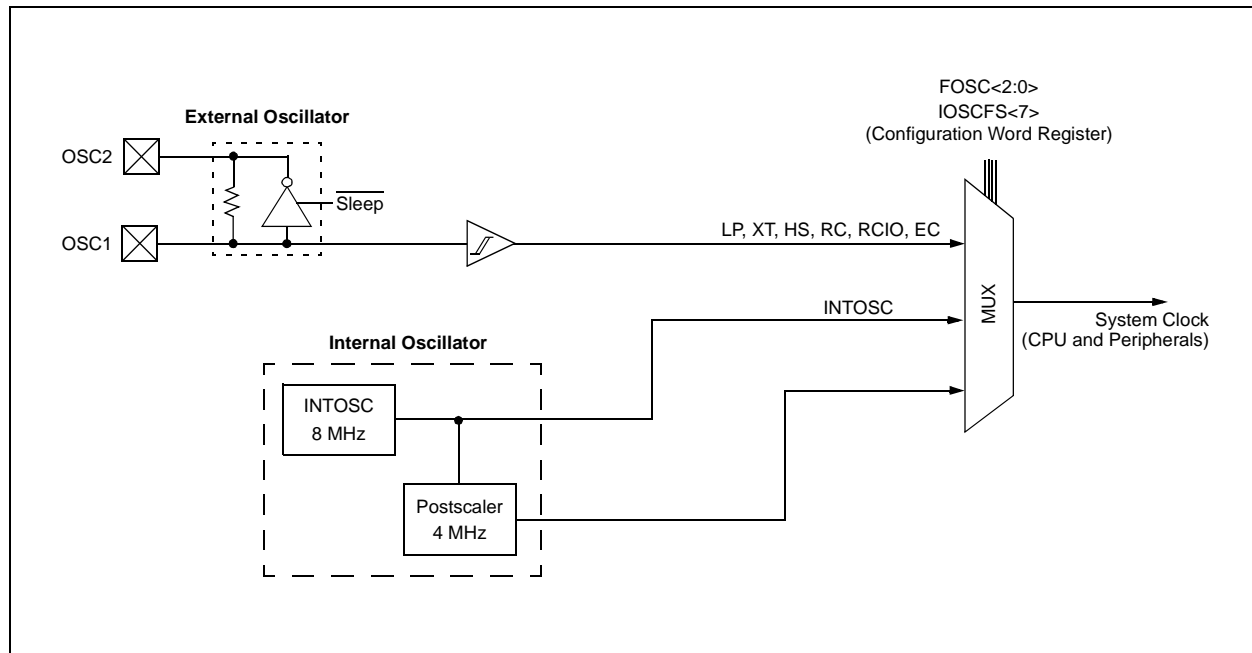 FOSC<2:0>
IOSCFS<7>
(Configuration Word Register)
External Oscillator
OSC2
Sleep
OSC1
LP, XT, HS, RC, RCIO, EC
MUX
INTOSC
System Clock
(CPU and Peripherals)
Internal Oscillator
INTOSC
8 MHz
Postscaler
4 MHz